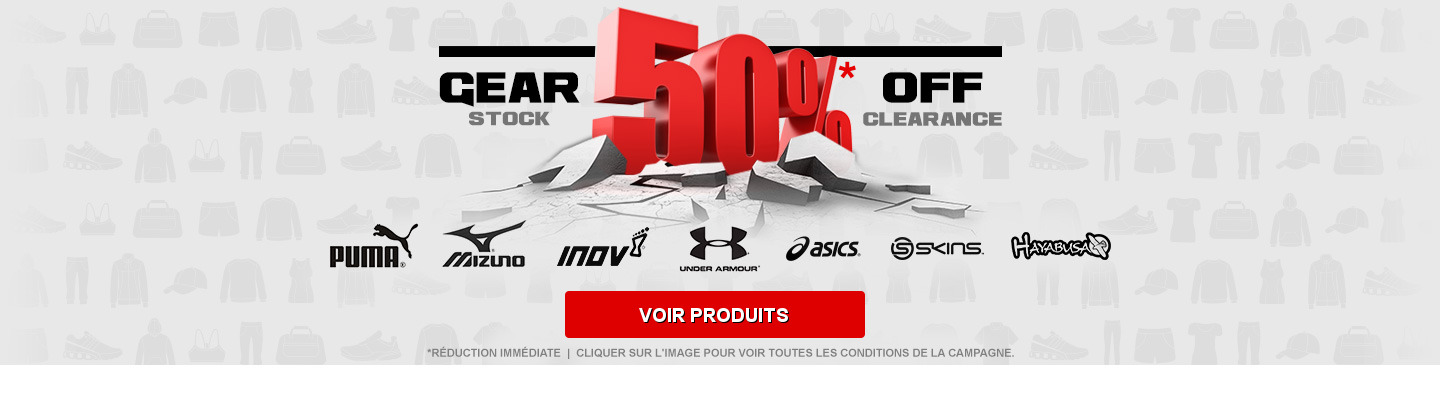 GEAR 50%* OFF
STOCK CLEARANCE
PUMA® MIZUNO INOV UNDER ARMOUR® asics® SKINS HAYABUSA
VOIR PRODUITS
*RÉDUCTION IMMÉDIATE | CLIQUER SUR L'IMAGE POUR VOIR TOUTES LES CONDITIONS DE LA CAMPAGNE.